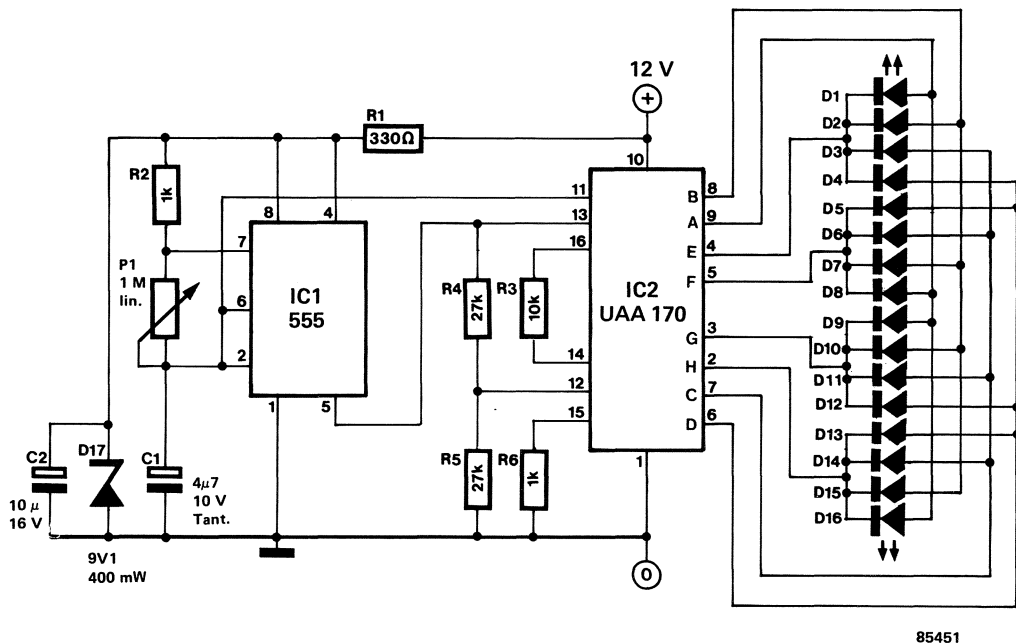 12 V
+
R1
330Ω
R2
1k
P1
1 M
lin.
8
4
7
6
2
1
5
IC1
555
C2
10 μ
16 V
D17
9V1
400 mW
C1
4μ7
10 V
Tant.
R4
27k
R3
10k
R5
27k
R6
1k
10
11
13
16
14
12
15
1
IC2
UAA 170
B
8
A
9
E
4
F
5
G
3
H
2
C
7
D
6
0
D1
D2
D3
D4
D5
D6
D7
D8
D9
D10
D11
D12
D13
D14
D15
D16
85451